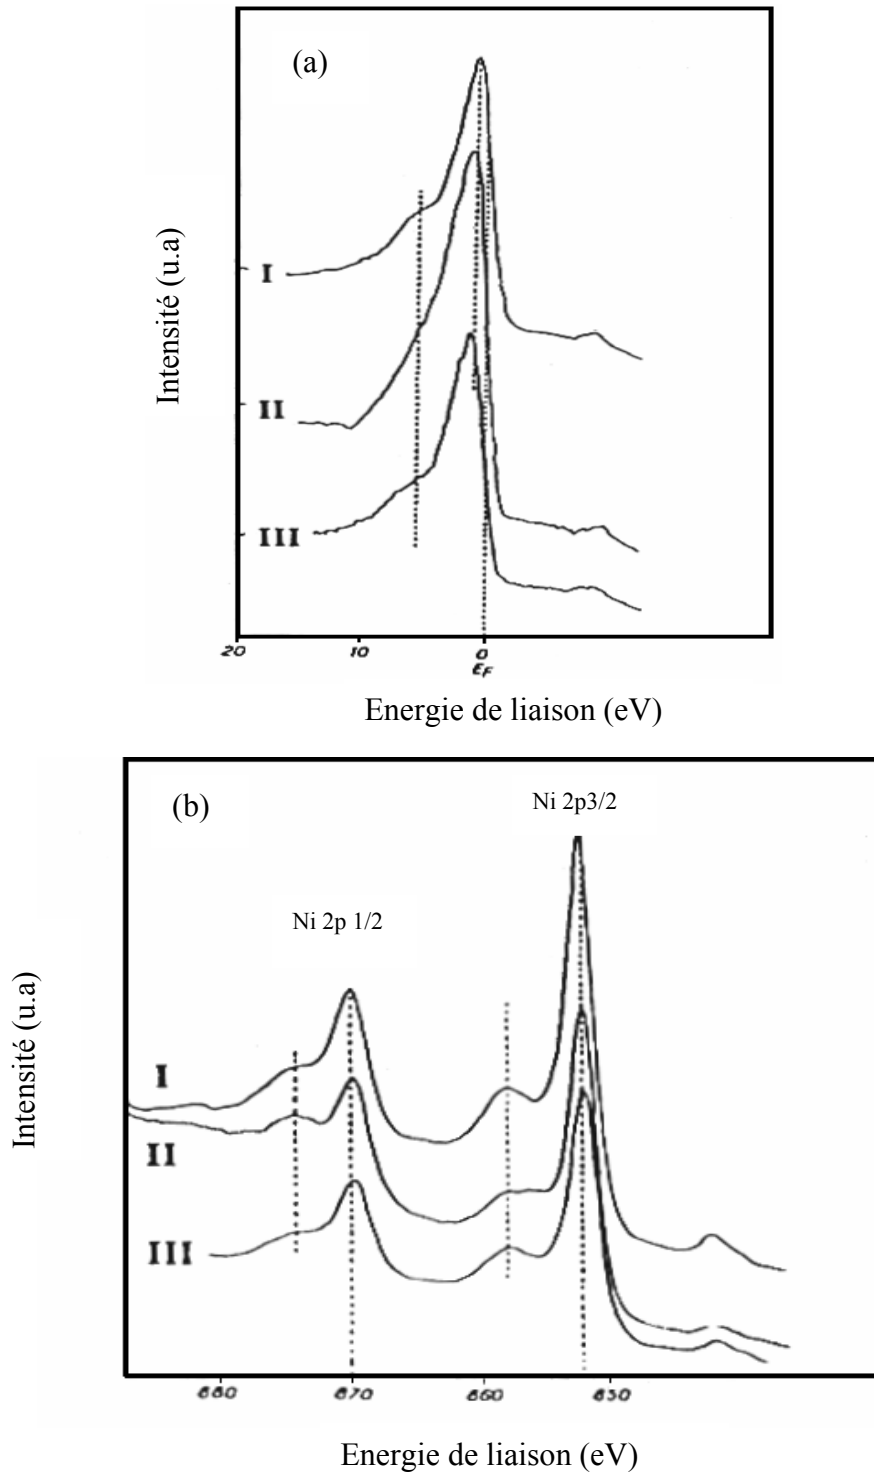 (a)
Intensité (u.a)
I
II
III
20 10 0
EF
Energie de liaison (eV)
(b)
Ni 2p3/2
Ni 2p 1/2
Intensité (u.a)
I
II
III
880 870 860 850
Energie de liaison (eV)